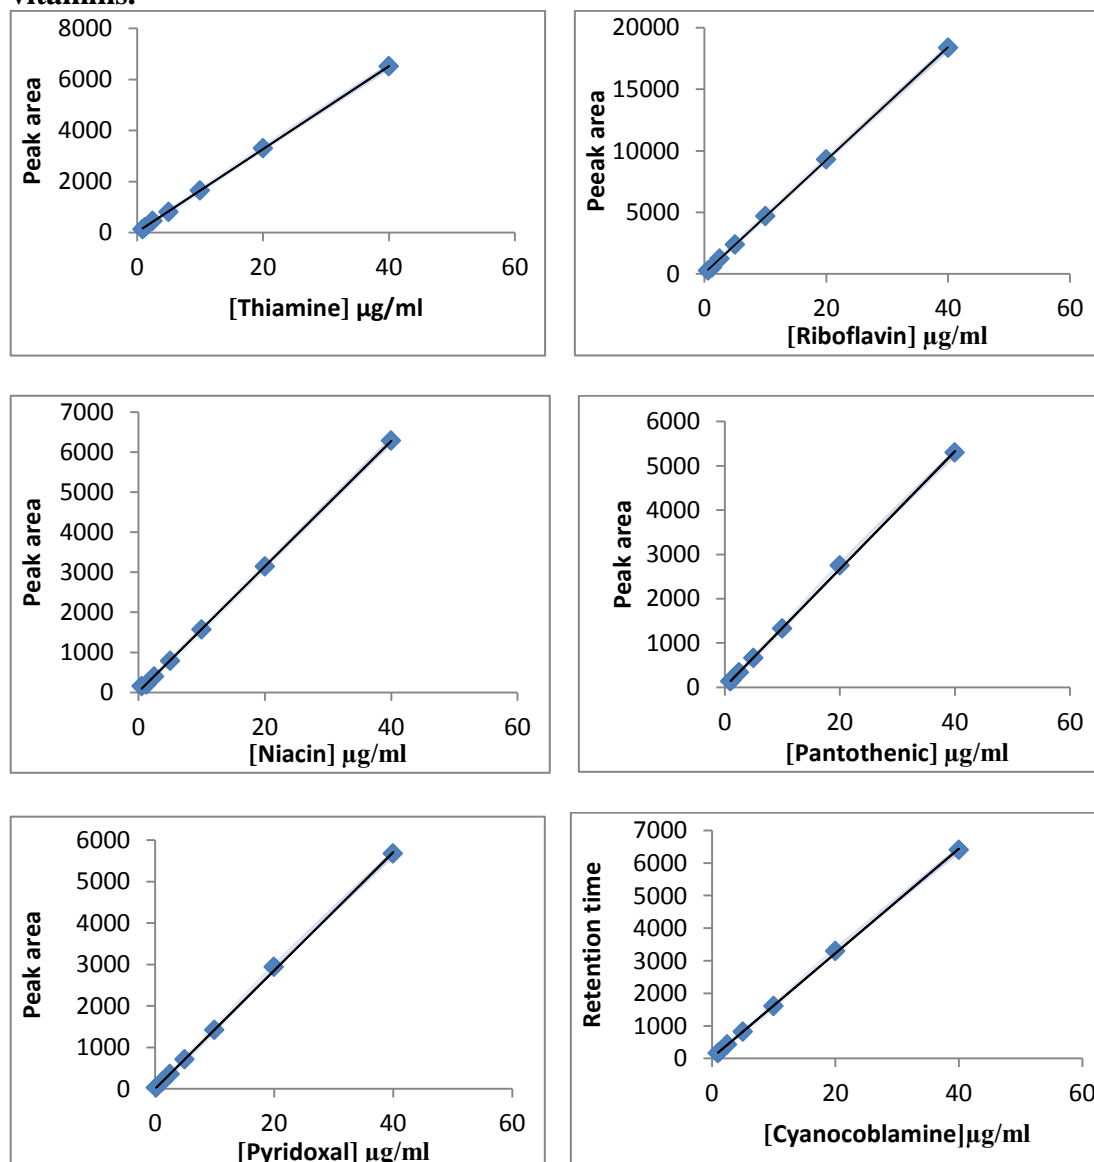 vitamins.
8000
6000
4000
2000
0
0 20 40 60
Peak area
[Thiamine] µg/ml
20000
15000
10000
5000
0
0 20 40 60
Peeak area
[Riboflavin] µg/ml
7000
6000
5000
4000
3000
2000
1000
0
0 20 40 60
Peak area
[Niacin] µg/ml
6000
5000
4000
3000
2000
1000
0
0 20 40 60
Peak area
[Pantothenic] µg/ml
6000
5000
4000
3000
2000
1000
0
0 20 40 60
Peak area
[Pyridoxal] µg/ml
7000
6000
5000
4000
3000
2000
1000
0
0 20 40 60
Retention time
[Cyanocoblamine]µg/ml